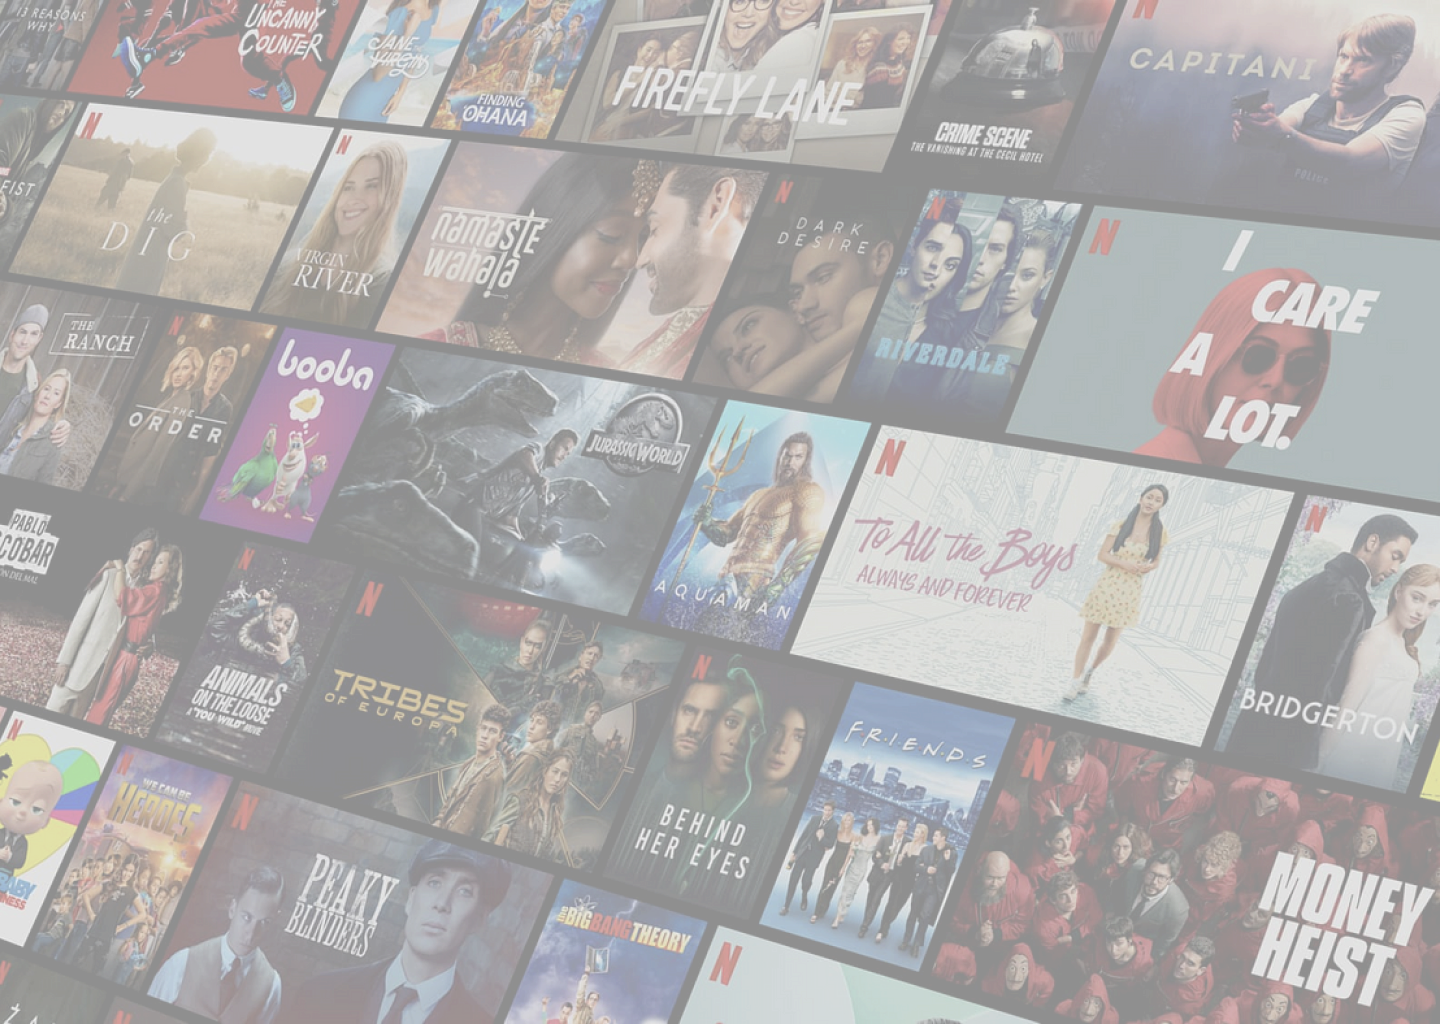 13 REASONS
WHY
THE
UNCANNY
COUNTER
JANE
THE
VIRGIN
FINDING
'OHANA
FIREFLY LANE
CRIME SCENE
THE VANISHING AT THE CECIL HOTEL
N
CAPITANI
POLICE
FIST
N
the
DIG
N
VIRGIN
RIVER
namaste
wahala
N
DARK
DESIRE
N
RIVERDALE
N
I
CARE
A
LOT.
THE
RANCH
N
THE
ORDER
booba
JURASSIC WORLD
AQUAMAN
N
To All the Boys
ALWAYS AND FOREVER
N
BRIDGERTON
PABLO
ESCOBAR
N
ANIMALS
ON THE LOOSE
A "YOU VS. WILD" MOVIE
N
TRIBES
OF EUROPA
N
BEHIND
HER EYES
F·R·I·E·N·D·S
N
MONEY
HEIST
N
BABY
N
WE CAN BE
HEROES
N
PEAKY
BLINDERS
THE
BIG BANG THEORY
N
N
N